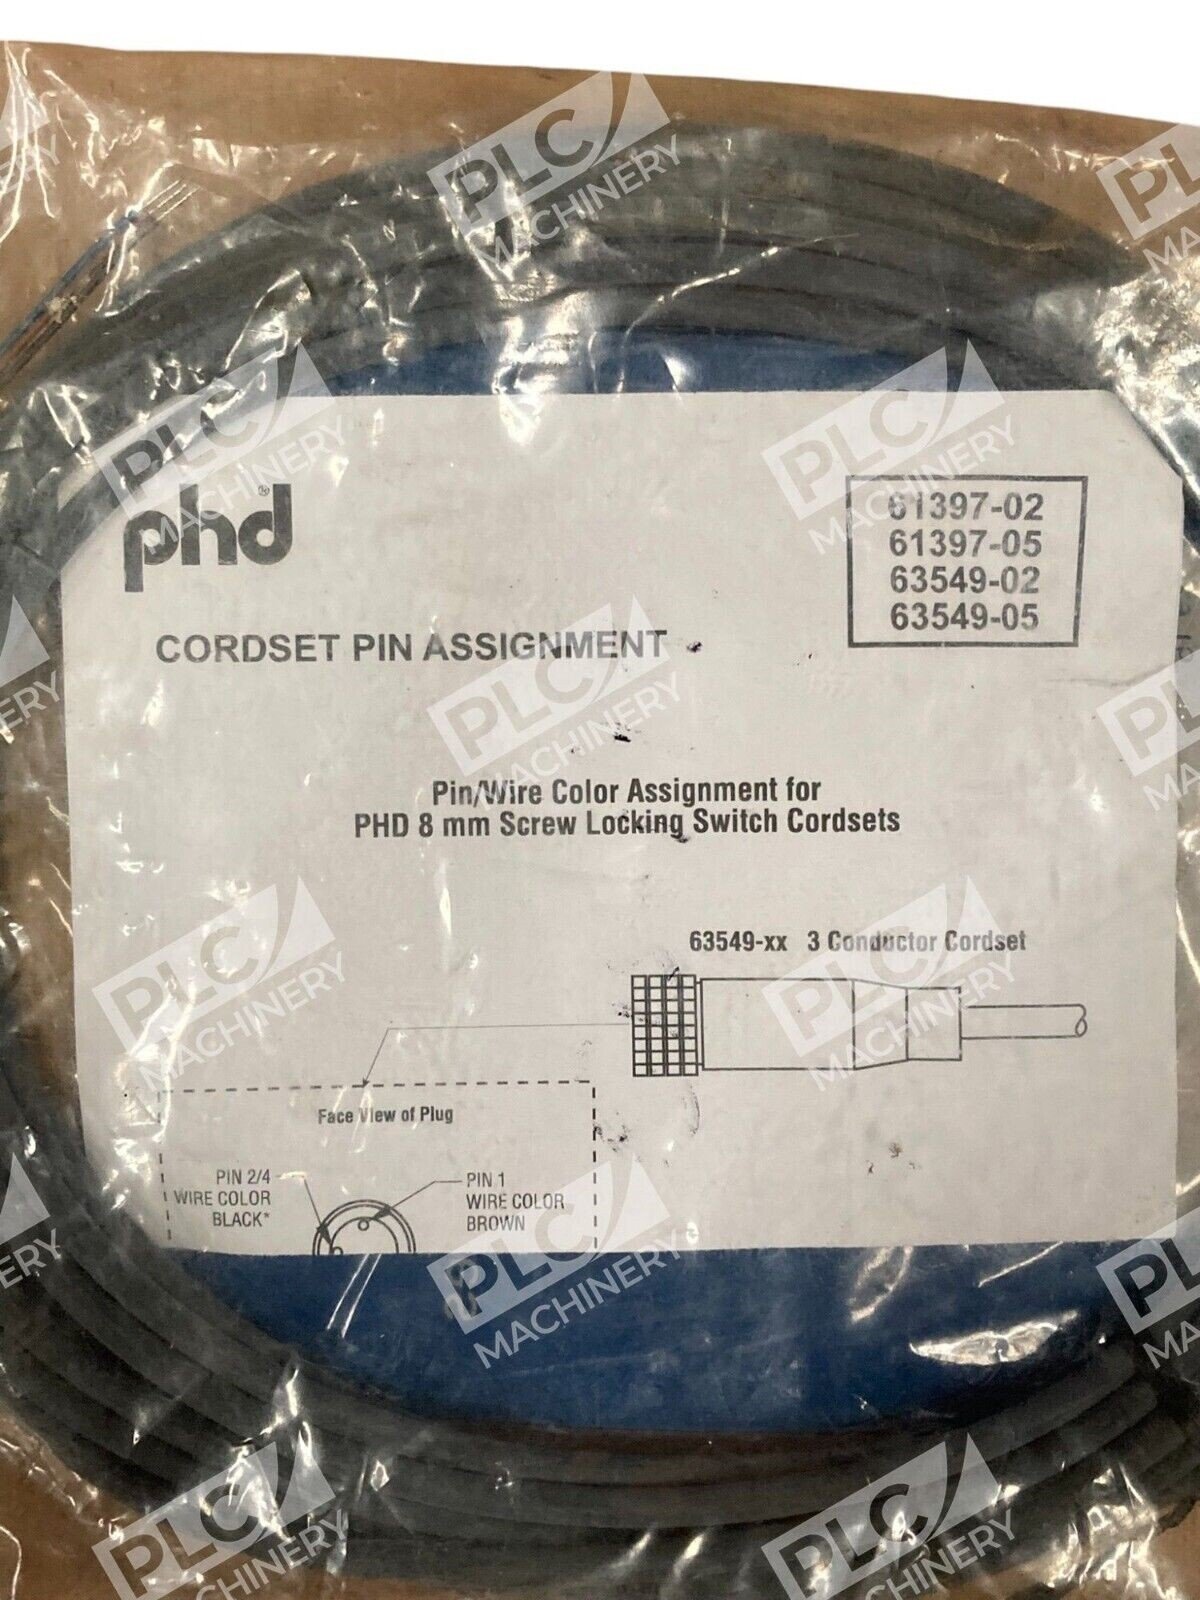 phd®
61397-02
61397-05
63549-02
63549-05
CORDSET PIN ASSIGNMENT
Pin/Wire Color Assignment for
PHD 8 mm Screw Locking Switch Cordsets
63549-xx 3 Conductor Cordset
Face View of Plug
PIN 2/4
WIRE COLOR
BLACK*
PIN 1
WIRE COLOR
BROWN
PLC MACHINERY